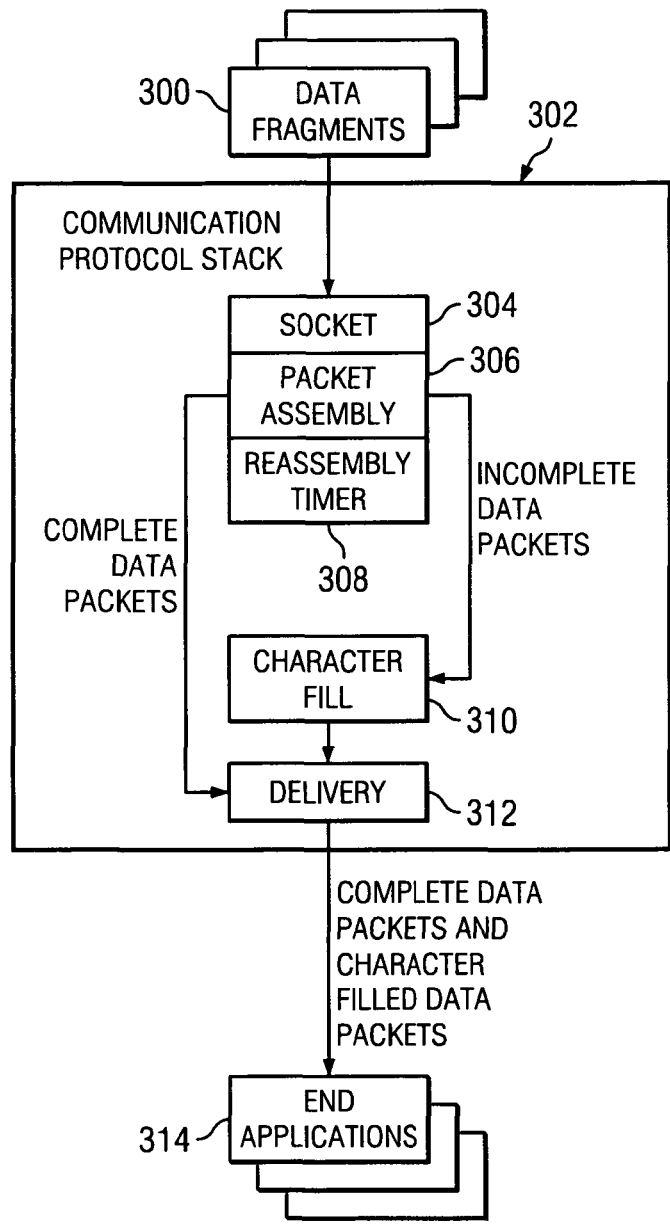 300
DATA
FRAGMENTS
302
COMMUNICATION
PROTOCOL STACK
SOCKET
304
PACKET
ASSEMBLY
306
REASSEMBLY
TIMER
308
COMPLETE
DATA
PACKETS
INCOMPLETE
DATA
PACKETS
CHARACTER
FILL
310
DELIVERY
312
COMPLETE DATA
PACKETS AND
CHARACTER
FILLED DATA
PACKETS
END
APPLICATIONS
314